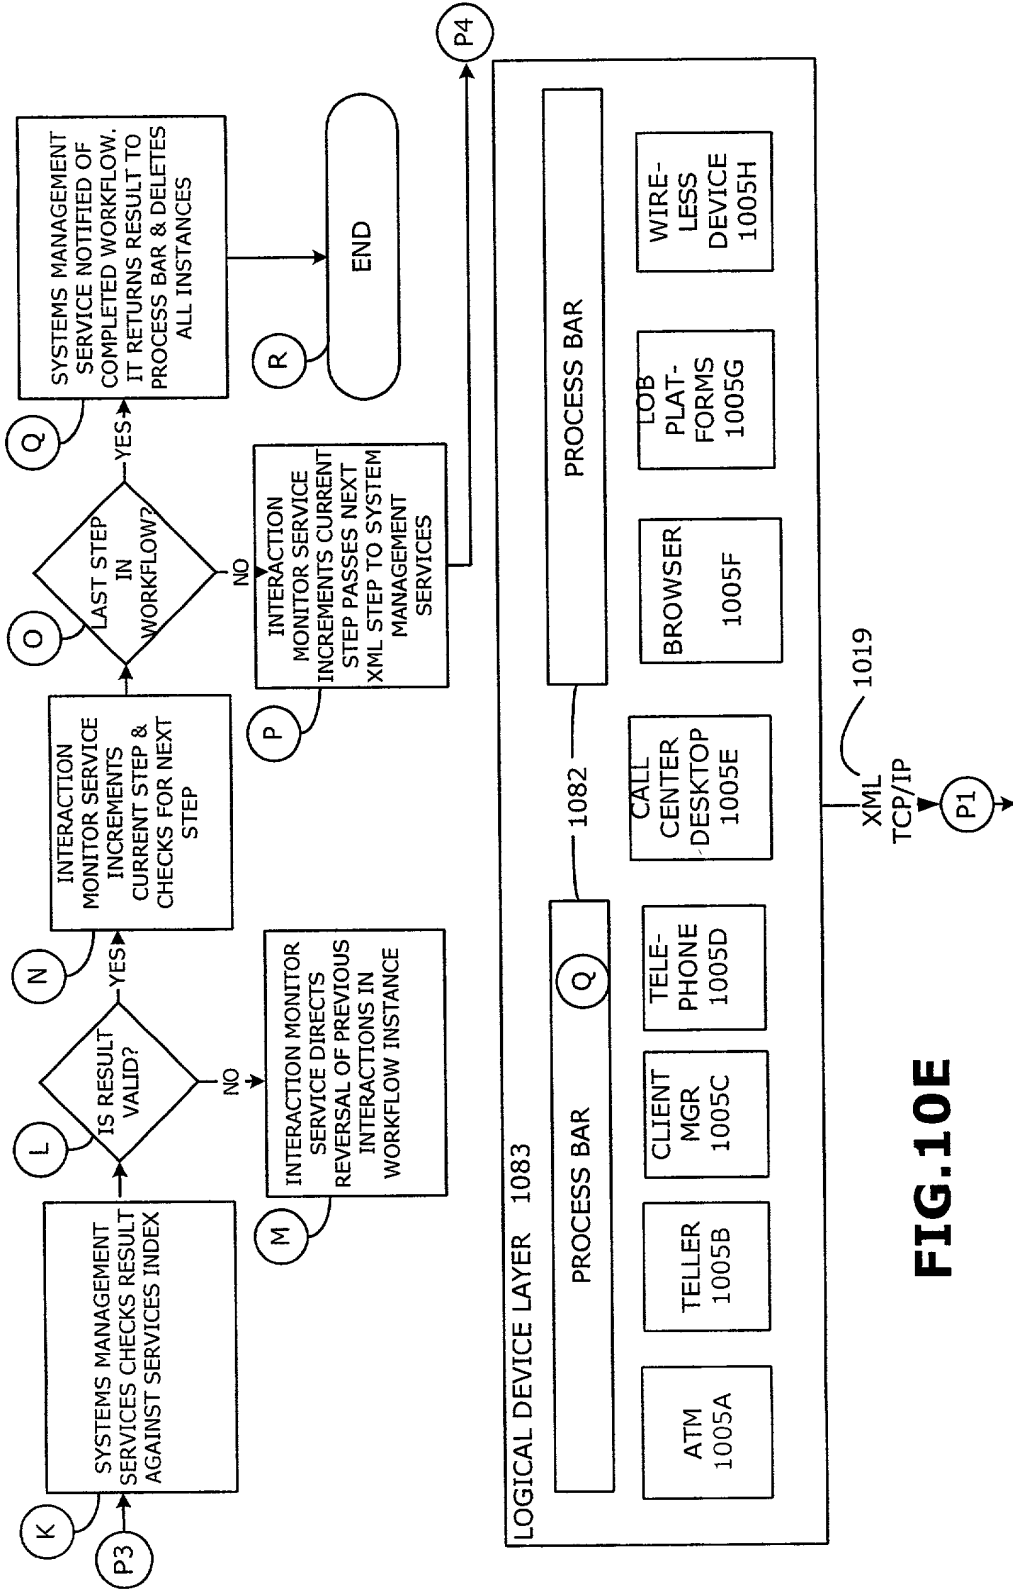 P3
K
SYSTEMS MANAGEMENT
SERVICES CHECKS RESULT
AGAINST SERVICES INDEX
L
IS RESULT
VALID?
YES
NO
M
INTERACTION MONITOR
SERVICE DIRECTS
REVERSAL OF PREVIOUS
INTERACTIONS IN
WORKFLOW INSTANCE
N
INTERACTION
MONITOR SERVICE
INCREMENTS
CURRENT STEP &
CHECKS FOR NEXT
STEP
O
LAST STEP
IN
WORKFLOW?
YES
NO
P
INTERACTION
MONITOR SERVICE
INCREMENTS CURRENT
STEP PASSES NEXT
XML STEP TO SYSTEM
MANAGEMENT
SERVICES
Q
SYSTEMS MANAGEMENT
SERVICE NOTIFIED OF
COMPLETED WORKFLOW.
IT RETURNS RESULT TO
PROCESS BAR & DELETES
ALL INSTANCES
R
END
P4
LOGICAL DEVICE LAYER 1083
PROCESS BAR
Q
1082
PROCESS BAR
ATM
1005A
TELLER
1005B
CLIENT
MGR
1005C
TELE-
PHONE
1005D
CALL
CENTER
DESKTOP
1005E
BROWSER
1005F
LOB
PLAT-
FORMS
1005G
WIRE-
LESS
DEVICE
1005H
XML
TCP/IP
1019
P1
FIG.10E